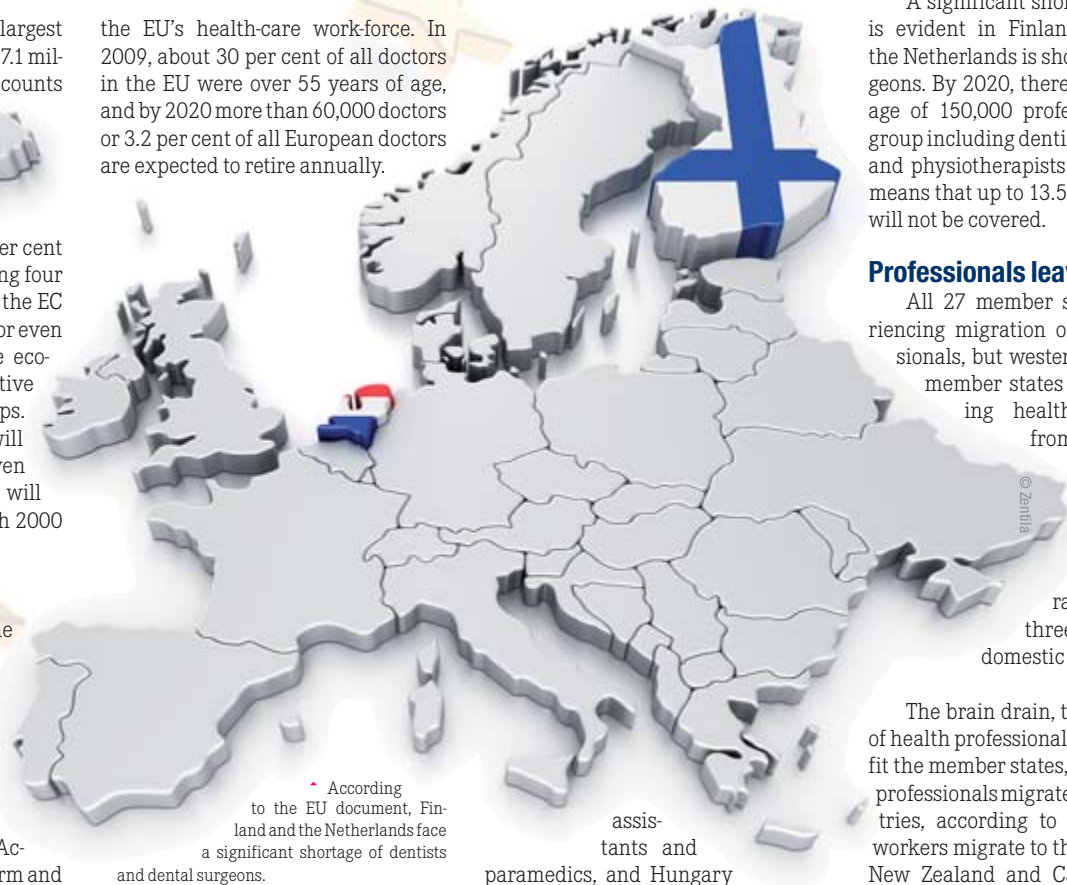 largest
7.1 mil-
counts
er cent
ng four
the EC
or even
e eco-
tive
ps.
will
ven
will
h 2000
ne
Ac-
rm and
the EU's health-care work-force. In
2009, about 30 per cent of all doctors
in the EU were over 55 years of age,
and by 2020 more than 60,000 doctors
or 3.2 per cent of all European doctors
are expected to retire annually.
According
to the EU document, Fin-
land and the Netherlands face
a significant shortage of dentists
and dental surgeons.
assis-
tants and
paramedics, and Hungary
A significant shor
is evident in Finlan
the Netherlands is sho
geons. By 2020, there
age of 150,000 profe
group including denti
and physiotherapists
means that up to 13.5
will not be covered.
Professionals leav
All 27 member s
riencing migration o
sionals, but wester
member states
ing health
from
© Zentila
ra
three
domestic
The brain drain, t
of health professional
fit the member states,
professionals migrate
tries, according to
workers migrate to th
New Zealand and Ca